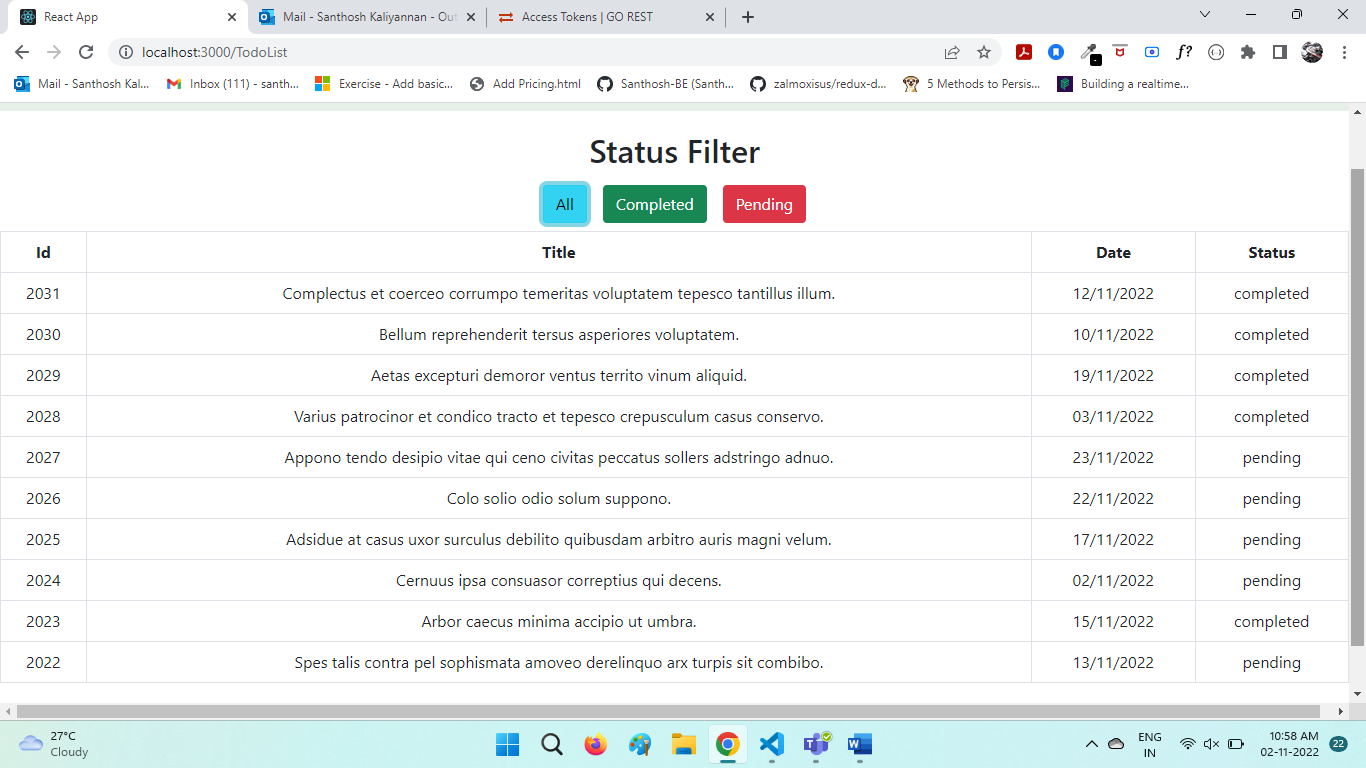 React App
Mail - Santhosh Kaliyannan - Out
Access Tokens | GO REST
localhost:3000/TodoList
f?
Mail - Santhosh Kal...
Inbox (111) - santh...
Exercise - Add basic...
Add Pricing.html
Santhosh-BE (Santh...
zalmoxisus/redux-d...
5 Methods to Persis...
Building a realtime...
Status Filter
All Completed Pending
Id Title Date Status
2031 Complectus et coerceo corrumpo temeritas voluptatem tepesco tantillus illum. 12/11/2022 completed
2030 Bellum reprehenderit tersus asperiores voluptatem. 10/11/2022 completed
2029 Aetas excepturi demoror ventus territo vinum aliquid. 19/11/2022 completed
2028 Varius patrocinor et condico tracto et tepesco crepusculum casus conservo. 03/11/2022 completed
2027 Appono tendo desipio vitae qui ceno civitas peccatus sollers adstringo adnuo. 23/11/2022 pending
2026 Colo solio odio solum suppono. 22/11/2022 pending
2025 Adsidue at casus uxor surculus debilito quibusdam arbitro auris magni velum. 17/11/2022 pending
2024 Cernuus ipsa consuasor correptius qui decens. 02/11/2022 pending
2023 Arbor caecus minima accipio ut umbra. 15/11/2022 completed
2022 Spes talis contra pel sophismata amoveo derelinquo arx turpis sit combibo. 13/11/2022 pending
27°C
Cloudy
ENG
IN
10:58 AM
02-11-2022
22